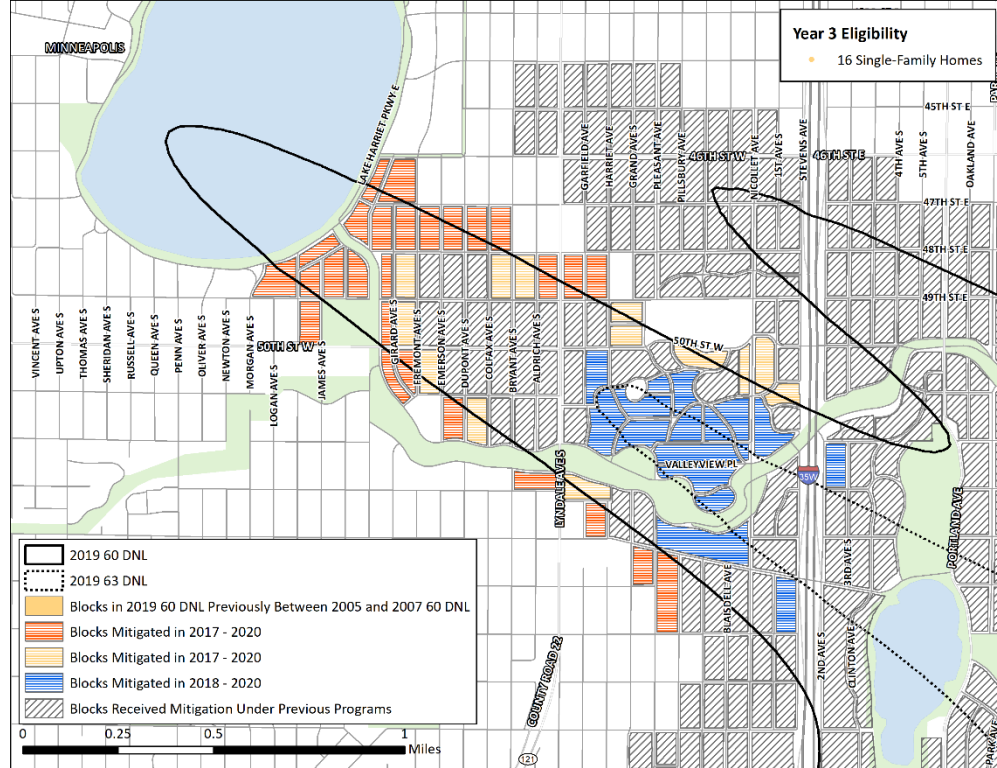 MINNEAPOLIS
Year 3 Eligibility
16 Single-Family Homes
LAKE HARRIET PKWY E
45TH ST E
GARFIELD AVE
HARRIET AVE
GRAND AVE S
PLEASANT AVE
PILLSBURY AVE
46TH ST W
NICOLLET AVE
1ST AVE S
STEVENS AVE
46TH ST E
4TH AVE S
5TH AVE S
OAKLAND AVE
47TH ST E
48TH ST E
49TH ST E
VINCENT AVE S
UPTON AVE S
THOMAS AVE S
SHERIDAN AVE S
RUSSELL AVE S
QUEEN AVE S
PENN AVE S
OLIVER AVE S
NEWTON AVE S
MORGAN AVE S
LOGAN AVE S
50TH ST W
JAMES AVE S
GIRARD AVE S
FREMONT AVE S
EMERSON AVE S
DUPONT AVE S
COLFAX AVE S
BRYANT AVE S
ALDRICH AVE S
50TH ST W
VALLEY VIEW PL
35W
LYNDALE AVE S
PORTLAND AVE
BLAISDELL AVE
3RD AVE S
2ND AVE S
CLINTON AVE
PARK AVE
COUNTY ROAD 22
121
2019 60 DNL
2019 63 DNL
Blocks in 2019 60 DNL Previously Between 2005 and 2007 60 DNL
Blocks Mitigated in 2017 - 2020
Blocks Mitigated in 2017 - 2020
Blocks Mitigated in 2018 - 2020
Blocks Received Mitigation Under Previous Programs
0 0.25 0.5 1
Miles